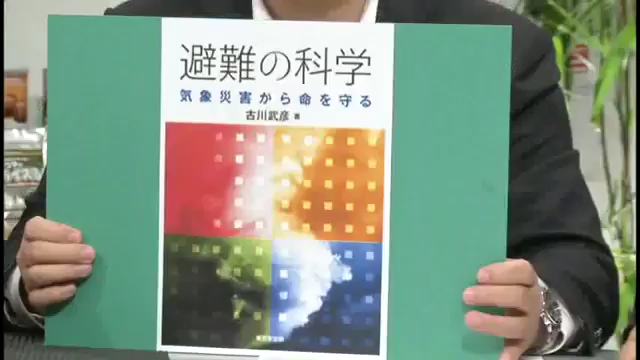 避難の科学
気象災害から命を守る
古川武彦 著